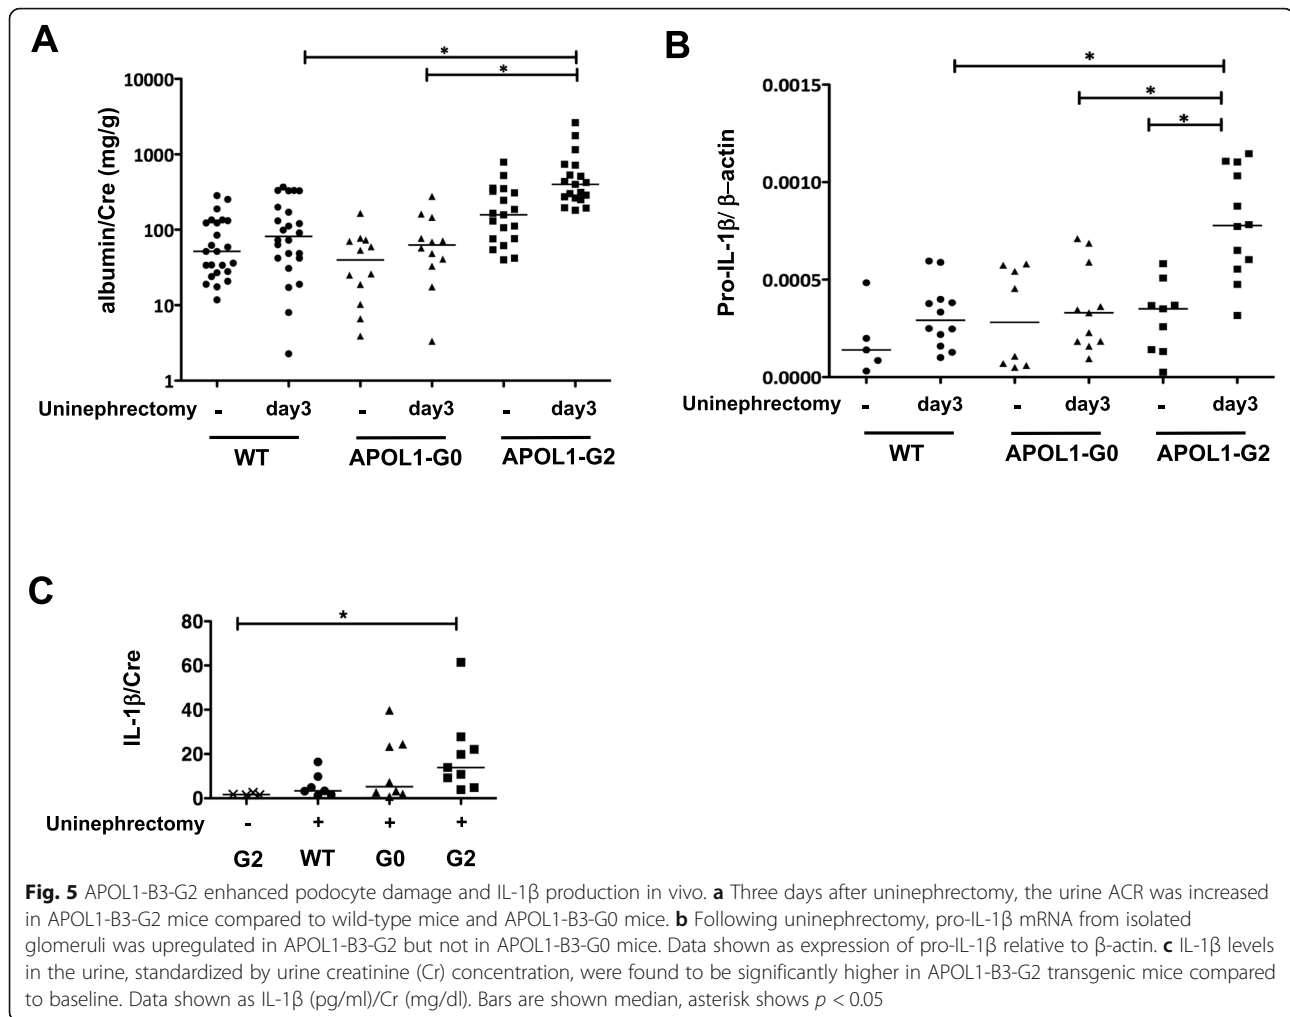 A
*
*
albumin/Cre (mg/g)
10000
1000
100
10
1
Uninephrectomy - day3 - day3 - day3
WT APOL1-G0 APOL1-G2
B
*
*
*
Pro-IL-1β/ β–actin
0.0015
0.0010
0.0005
0.0000
Uninephrectomy - day3 - day3 - day3
WT APOL1-G0 APOL1-G2
C
*
IL-1β/Cre
80
60
40
20
0
Uninephrectomy - + + +
G2 WT G0 G2
Fig. 5 APOL1-B3-G2 enhanced podocyte damage and IL-1β production in vivo. a Three days after uninephrectomy, the urine ACR was increased
in APOL1-B3-G2 mice compared to wild-type mice and APOL1-B3-G0 mice. b Following uninephrectomy, pro-IL-1β mRNA from isolated
glomeruli was upregulated in APOL1-B3-G2 but not in APOL1-B3-G0 mice. Data shown as expression of pro-IL-1β relative to β-actin. c IL-1β levels
in the urine, standardized by urine creatinine (Cr) concentration, were found to be significantly higher in APOL1-B3-G2 transgenic mice compared
to baseline. Data shown as IL-1β (pg/ml)/Cr (mg/dl). Bars are shown median, asterisk shows p < 0.05